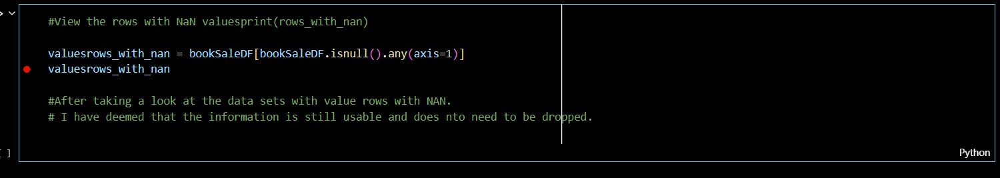 #View the rows with NaN valuesprint(rows_with_nan)
valuesrows_with_nan = bookSaleDF[bookSaleDF.isnull().any(axis=1)]
valuesrows_with_nan
#After taking a look at the data sets with value rows with NAN.
# I have deemed that the information is still usable and does nto need to be dropped.
[ ]
Python